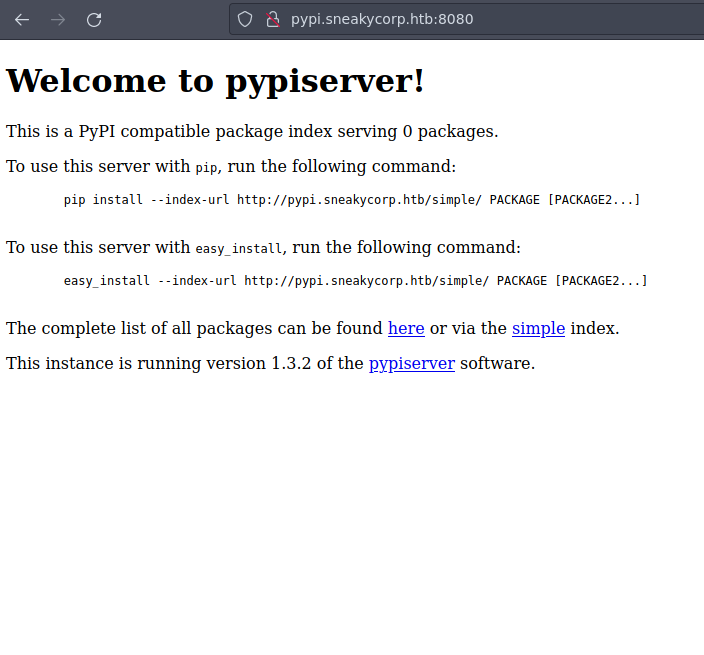 pypi.sneakycorp.htb:8080
Welcome to pypiserver!
This is a PyPI compatible package index serving 0 packages.
To use this server with pip, run the following command:
pip install --index-url http://pypi.sneakycorp.htb/simple/ PACKAGE [PACKAGE2...]
To use this server with easy_install, run the following command:
easy_install --index-url http://pypi.sneakycorp.htb/simple/ PACKAGE [PACKAGE2...]
The complete list of all packages can be found here or via the simple index.
This instance is running version 1.3.2 of the pypiserver software.